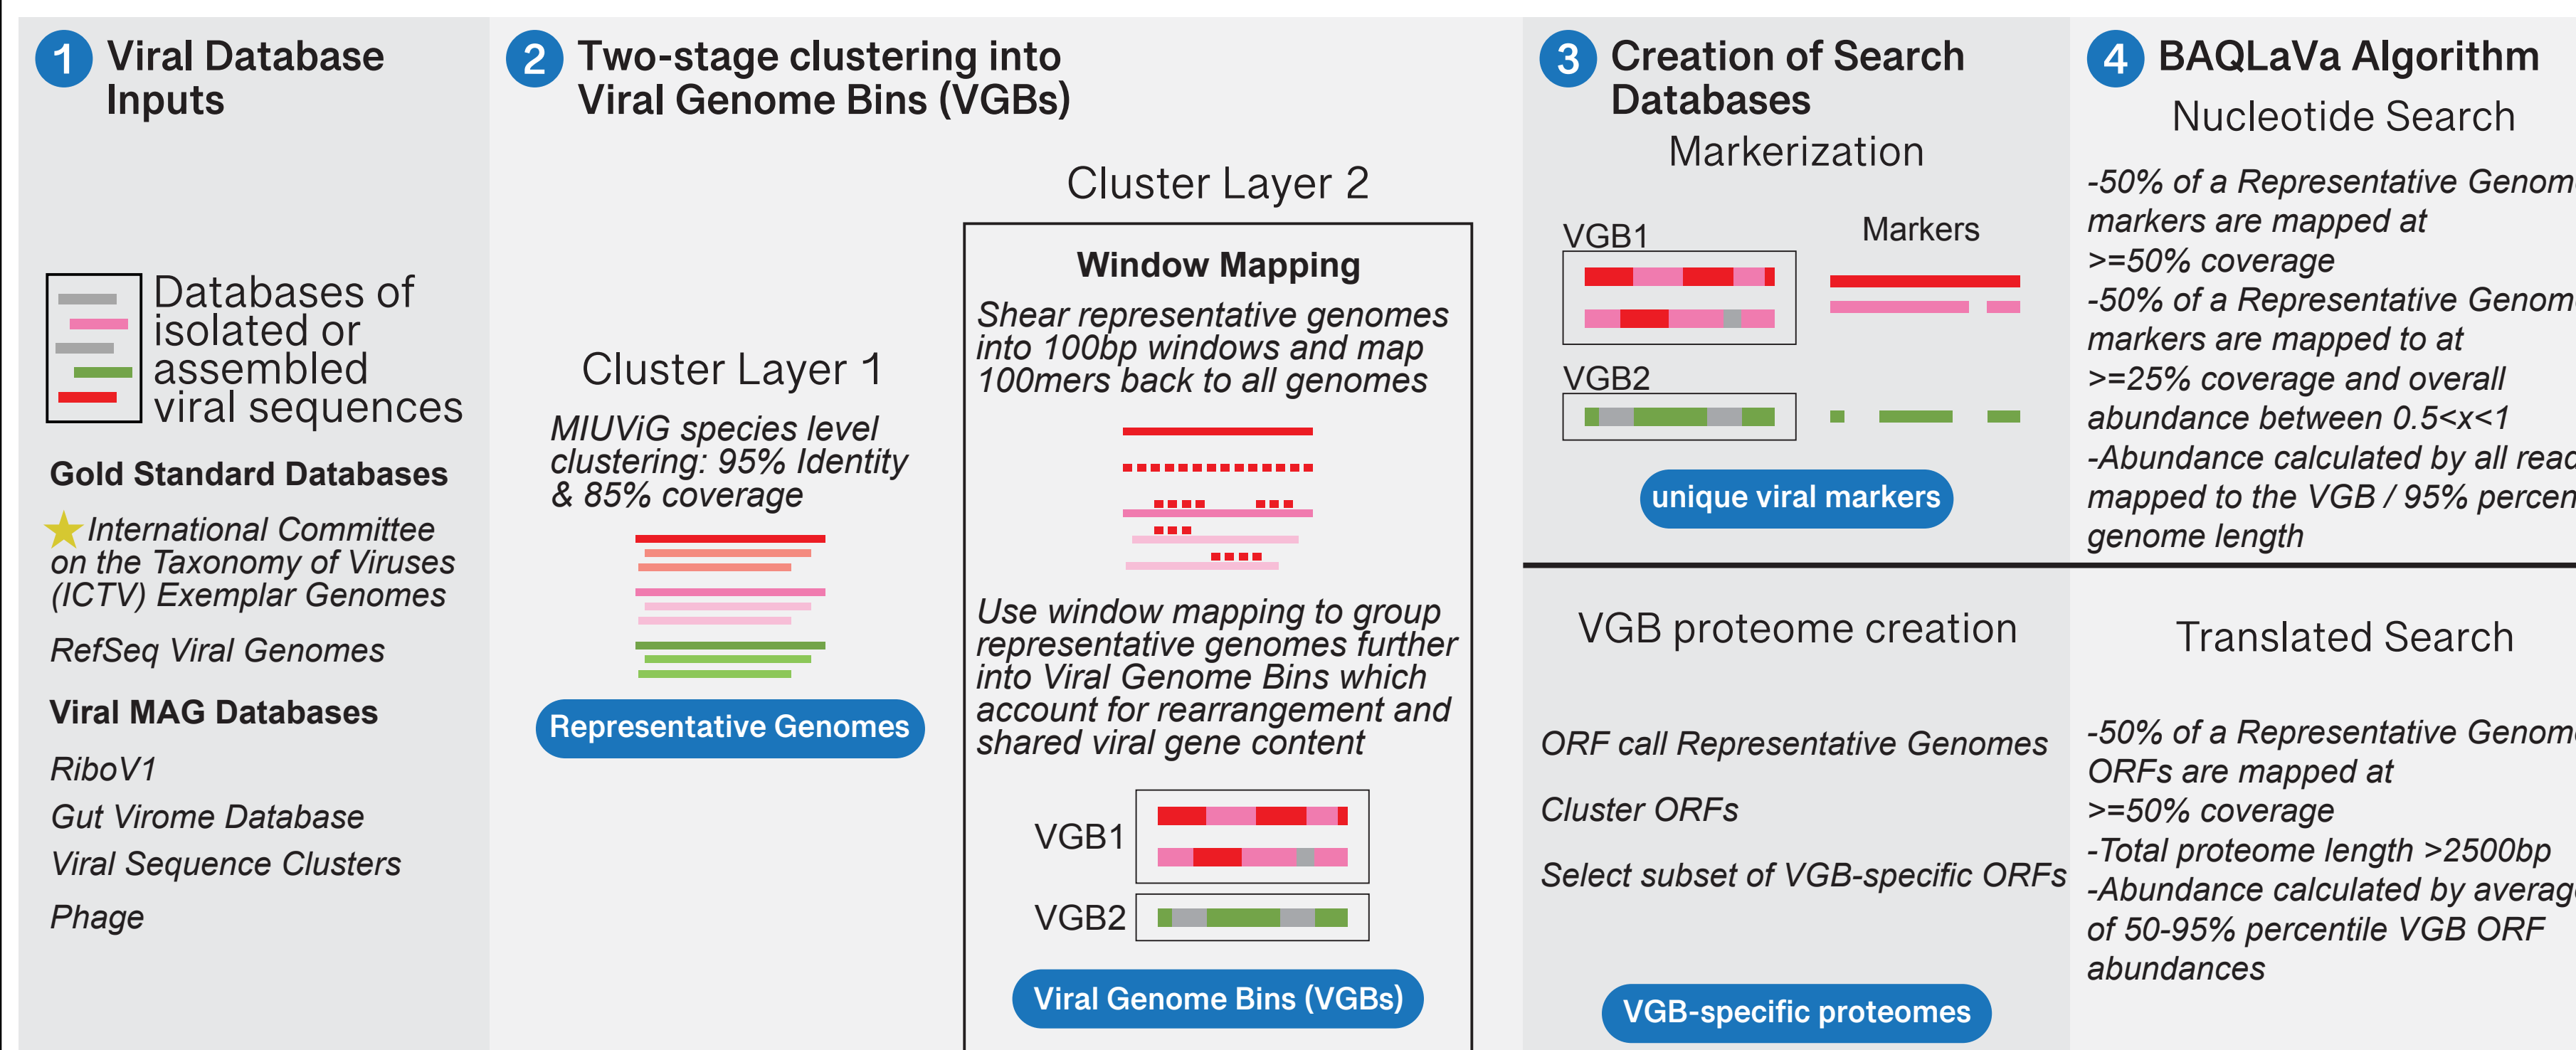 1 Viral Database
Inputs
Databases of
isolated or
assembled
viral sequences
Gold Standard Databases
International Committee
on the Taxonomy of Viruses
(ICTV) Exemplar Genomes
RefSeq Viral Genomes
Viral MAG Databases
RiboV1
Gut Virome Database
Viral Sequence Clusters
Phage
2 Two-stage clustering into
Viral Genome Bins (VGBs)
Cluster Layer 1
MIUViG species level
clustering: 95% Identity
& 85% coverage
Representative Genomes
Cluster Layer 2
Window Mapping
Shear representative genomes
into 100bp windows and map
100mers back to all genomes
Use window mapping to group
representative genomes further
into Viral Genome Bins which
account for rearrangement and
shared viral gene content
VGB1
VGB2
Viral Genome Bins (VGBs)
3 Creation of Search
Databases
Markerization
VGB1
Markers
VGB2
unique viral markers
VGB proteome creation
ORF call Representative Genomes
Cluster ORFs
Select subset of VGB-specific ORFs
VGB-specific proteomes
4 BAQLaVa Algorithm
Nucleotide Search
-50% of a Representative
markers are mapped at
>=50% coverage
-50% of a Representative
markers are mapped to at
>=25% coverage and overall
abundance between 0.5<x<1
-Abundance calculated by all
mapped to the VGB / 95%
genome length
Translated Search
-50% of a Representative
ORFs are mapped at
>=50% coverage
-Total proteome length >2500bp
-Abundance calculated by
of 50-95% percentile VGB ORF
abundances